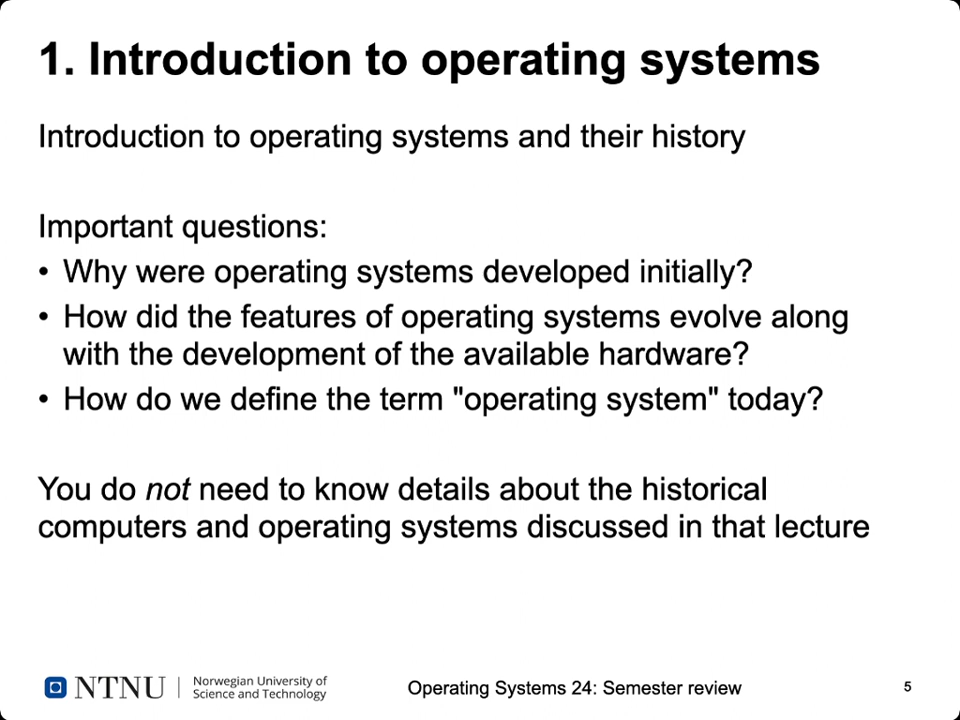 1. Introduction to operating systems
Introduction to operating systems and their history
Important questions:
• Why were operating systems developed initially?
• How did the features of operating systems evolve along
with the development of the available hardware?
• How do we define the term "operating system" today?
You do not need to know details about the historical
computers and operating systems discussed in that lecture
NTNU
Norwegian University of
Science and Technology
Operating Systems 24: Semester review
5